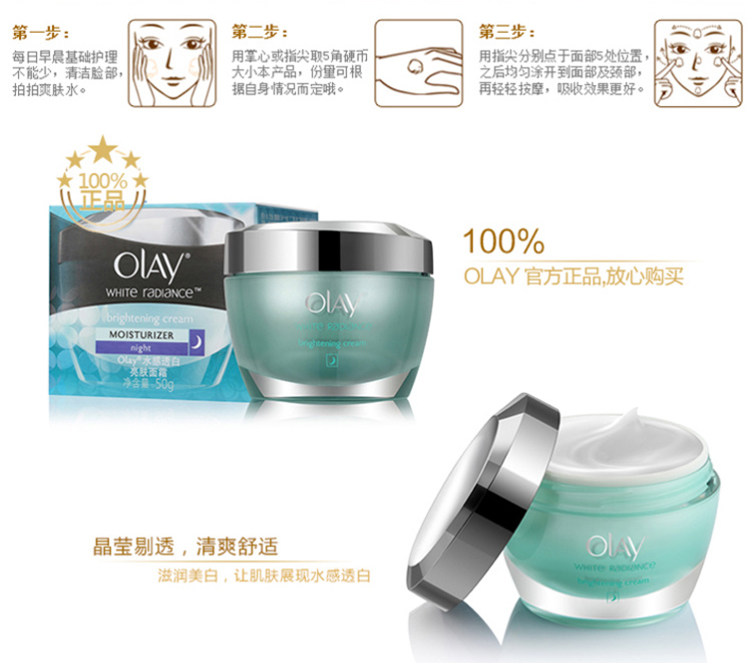 第一步：
每日早晨基础护理
不能少，清洁脸部，
拍拍爽肤水。
第二步：
用掌心或指尖取5角硬币
大小本产品，份量可根
据自身情况而定哦。
第三步：
用指尖分别点于面部5处位置，
之后均匀涂开到面部及颈部，
再轻轻按摩，吸收效果更好。
100%
正品
OLAY®
WHITE RADIANCE™
brightening cream
MOISTURIZER
night
Olay®水感透白
亮肤面霜
净含量:50g
OLAY®
WHITE RADIANCE
brightening cream
100%
OLAY 官方正品,放心购买
晶莹剔透，清爽舒适
滋润美白，让肌肤展现水感透白
OLAY
WHITE RADIANCE
brightening cream